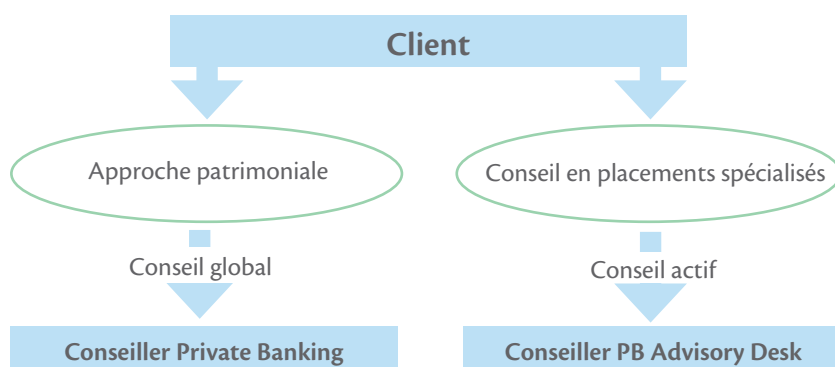 Client
Approche patrimoniale
Conseil en placements spécialisés
Conseil global
Conseil actif
Conseiller Private Banking
Conseiller PB Advisory Desk